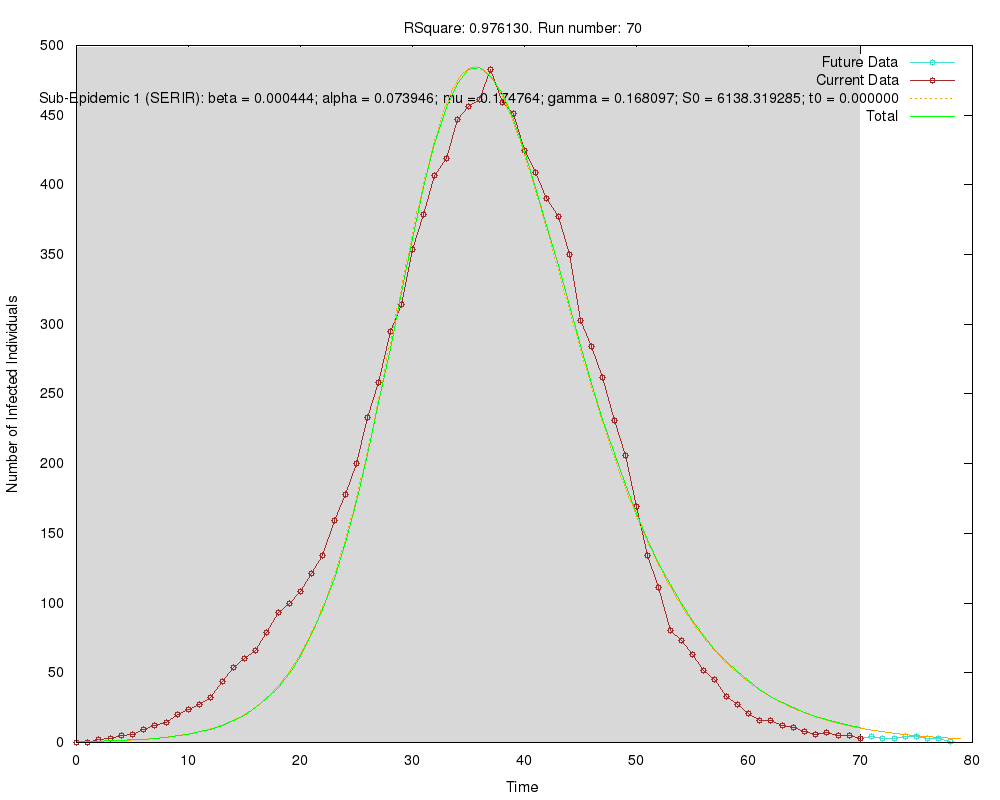 RSquare: 0.976130. Run number: 70
Future Data
Current Data
Sub-Epidemic 1 (SERIR): beta = 0.000444; alpha = 0.073946; mu = 0.174764; gamma = 0.168097; S0 = 6138.319285; t0 = 0.000000
Total
Number of Infected Individuals
500
450
400
350
300
250
200
150
100
50
0
0 10 20 30 40 50 60 70 80
Time